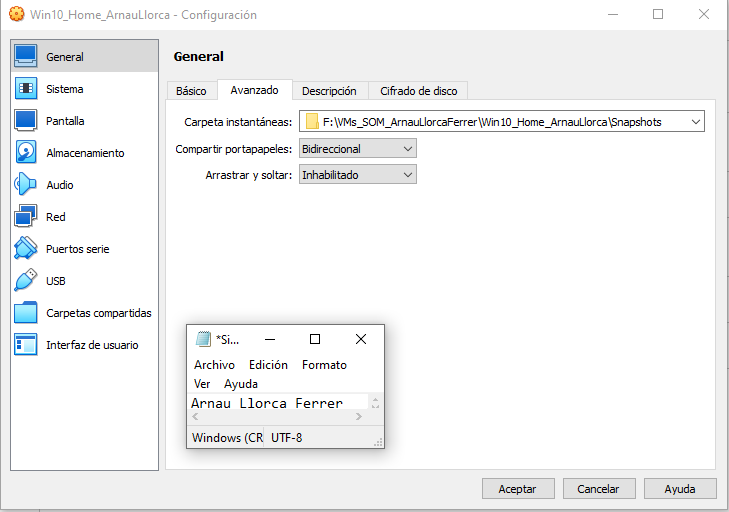 Win10_Home_ArnauLlorca - Configuración
General
Sistema
Pantalla
Almacenamiento
Audio
Red
Puertos serie
USB
Carpetas compartidas
Interfaz de usuario
General
Básico Avanzado Descripción Cifrado de disco
Carpeta instantáneas: F:\VMs_SOM_ArnauLlorcaFerrer\Win10_Home_ArnauLlorca\Snapshots
Compartir portapapeles: Bidireccional
Arrastrar y soltar: Inhabilitado
*Si...
Archivo Edición Formato
Ver Ayuda
Arnau Llorca Ferrer
Windows (CR UTF-8
Aceptar Cancelar Ayuda